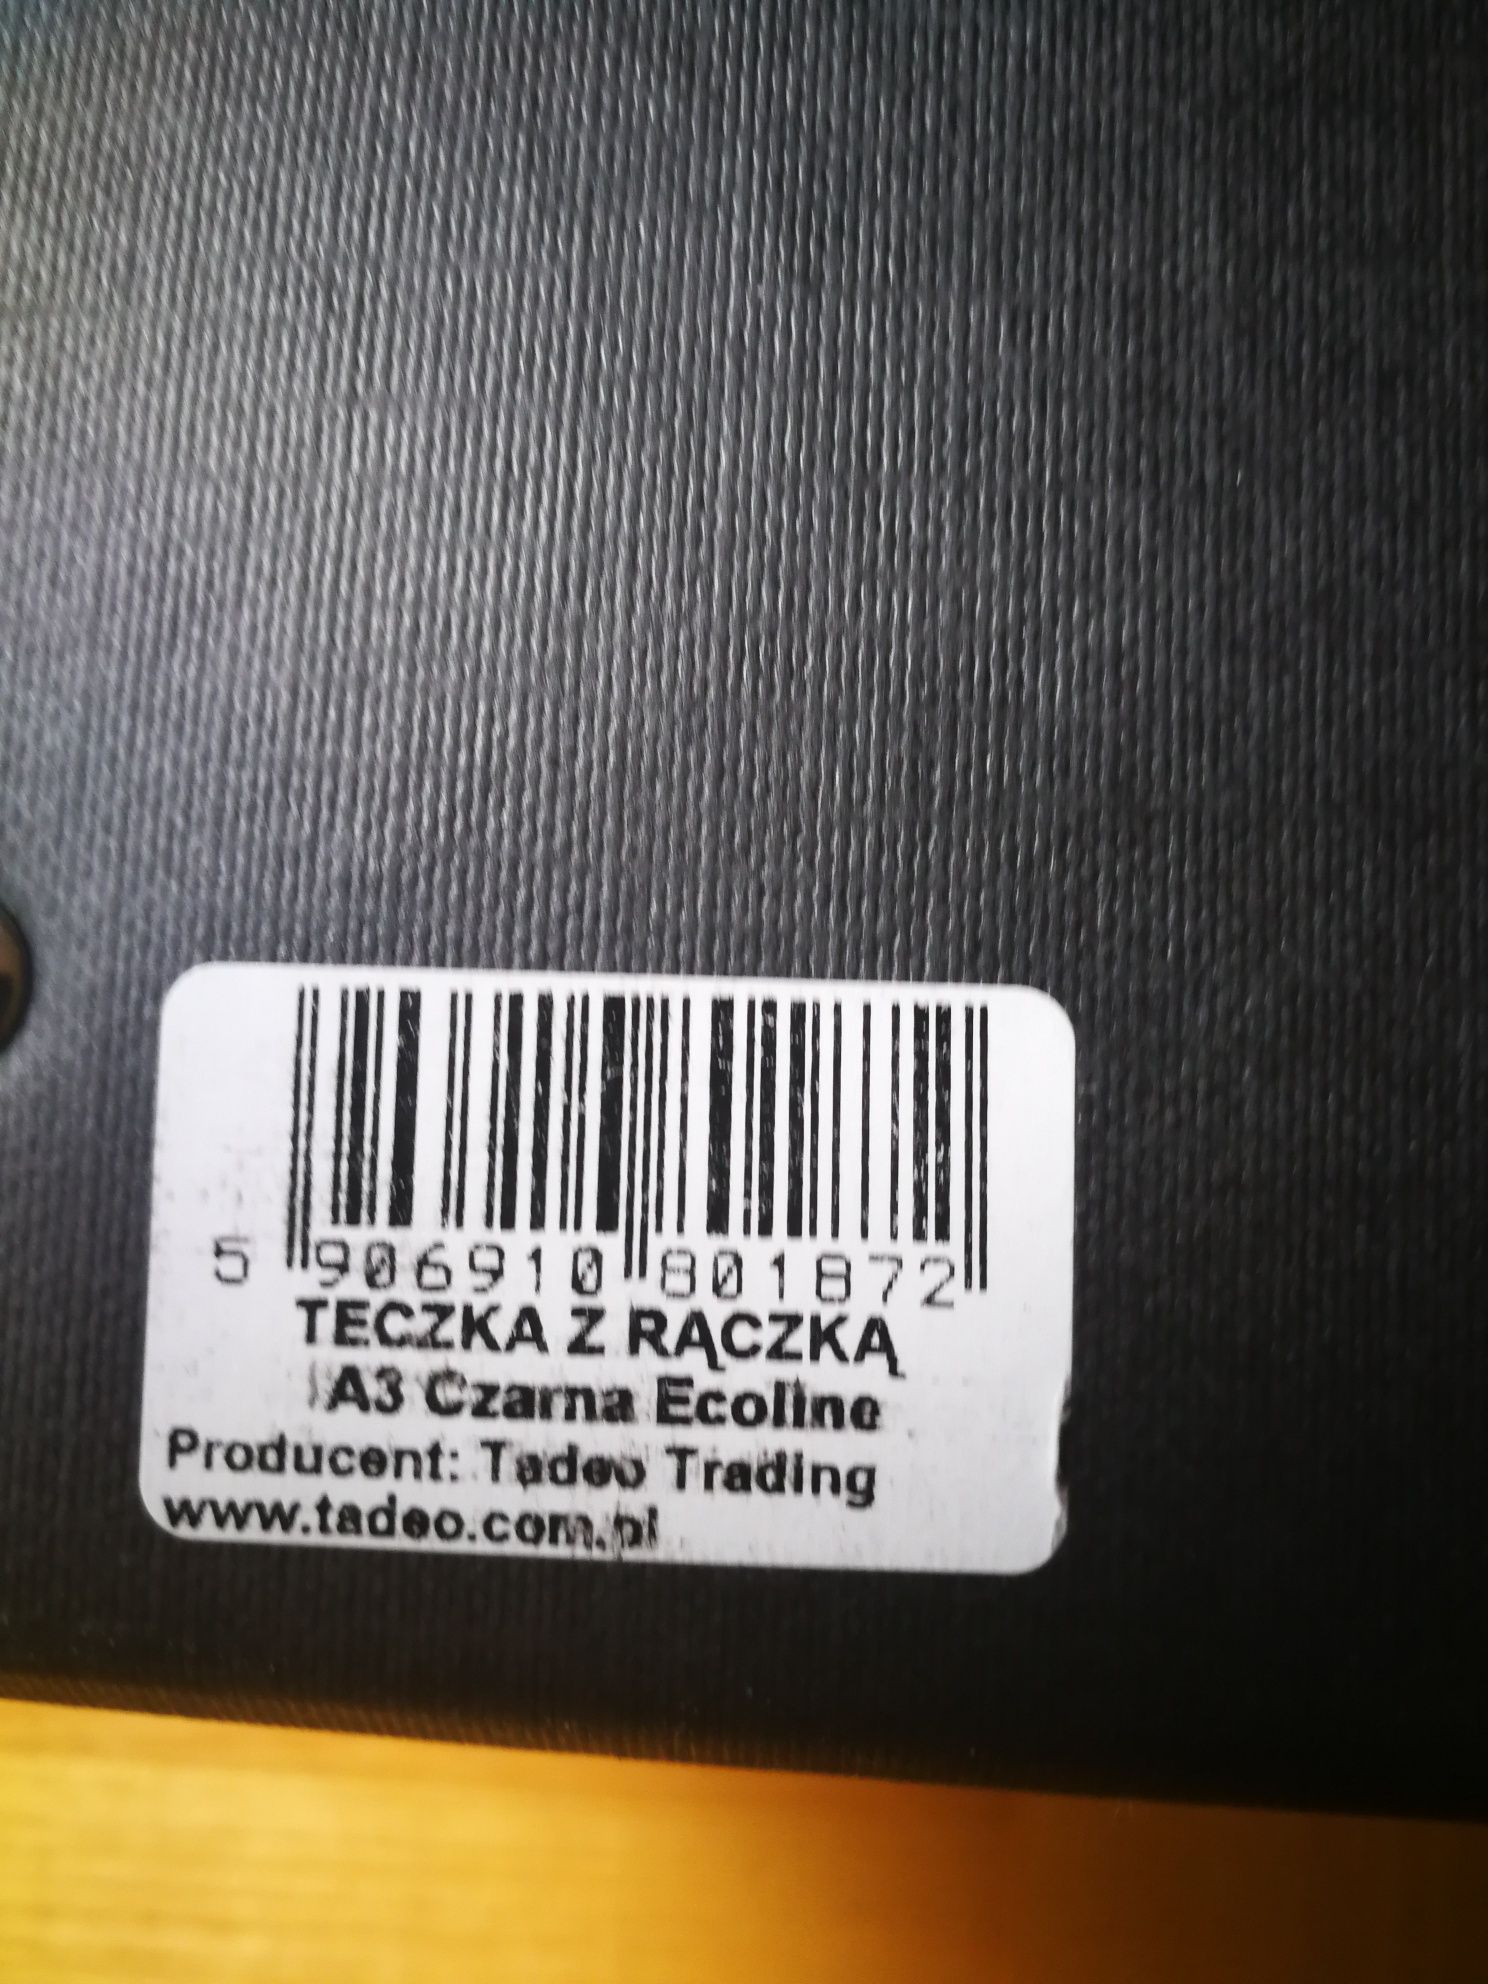 5 906910 801872
TECZKA Z RĄCZKĄ
A3 Czarna Ecoline
Producent: Tadeo Trading
www.tadeo.com.pl